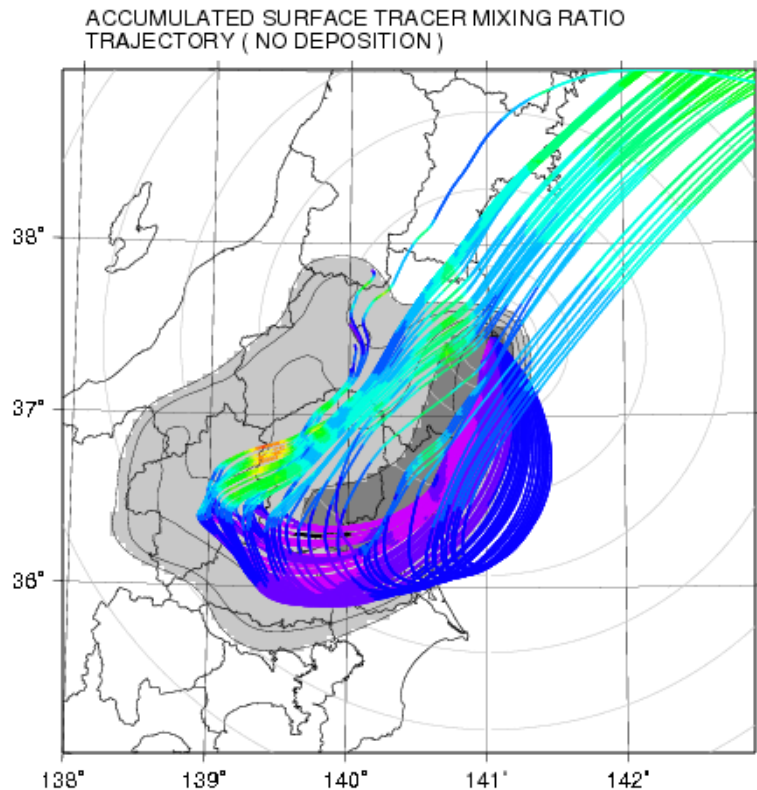 ACCUMULATED SURFACE TRACER MIXING RATIO
TRAJECTORY ( NO DEPOSITION )
38°
37°
36°
138° 139° 140° 141° 142°